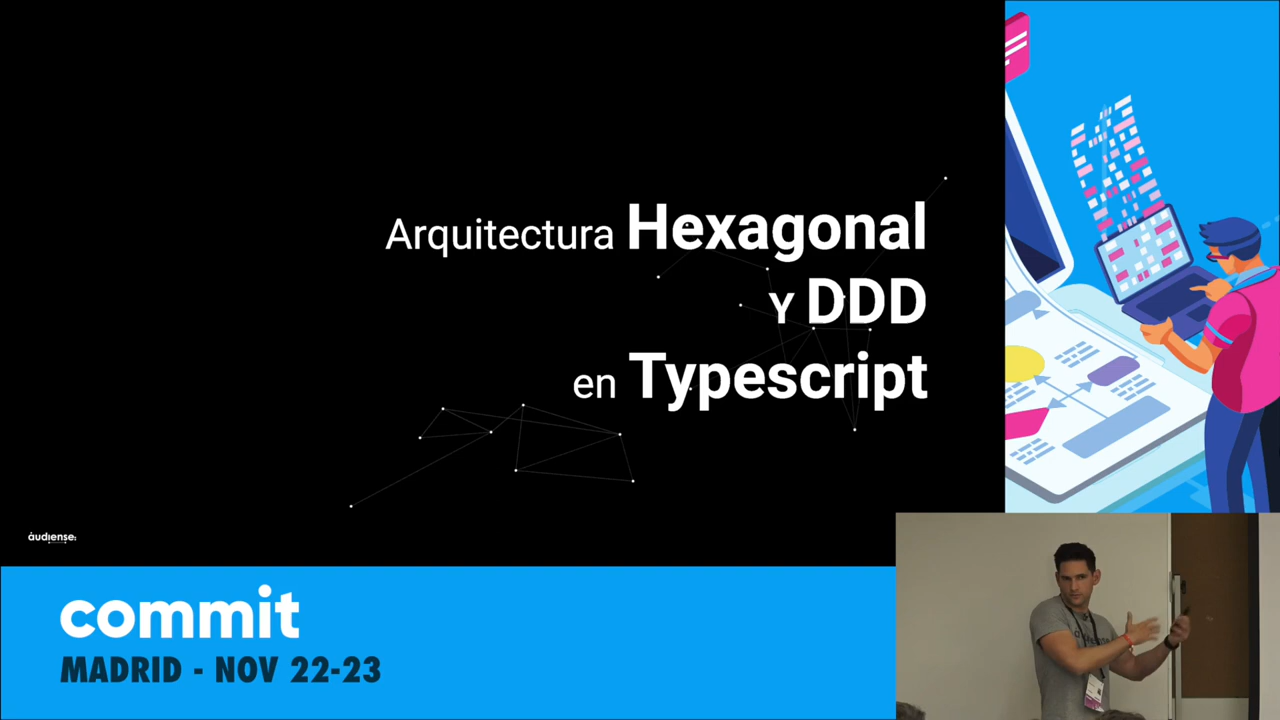 Arquitectura Hexagonal
Y DDD
en Typescript
audiense:
commit
MADRID - NOV 22-23